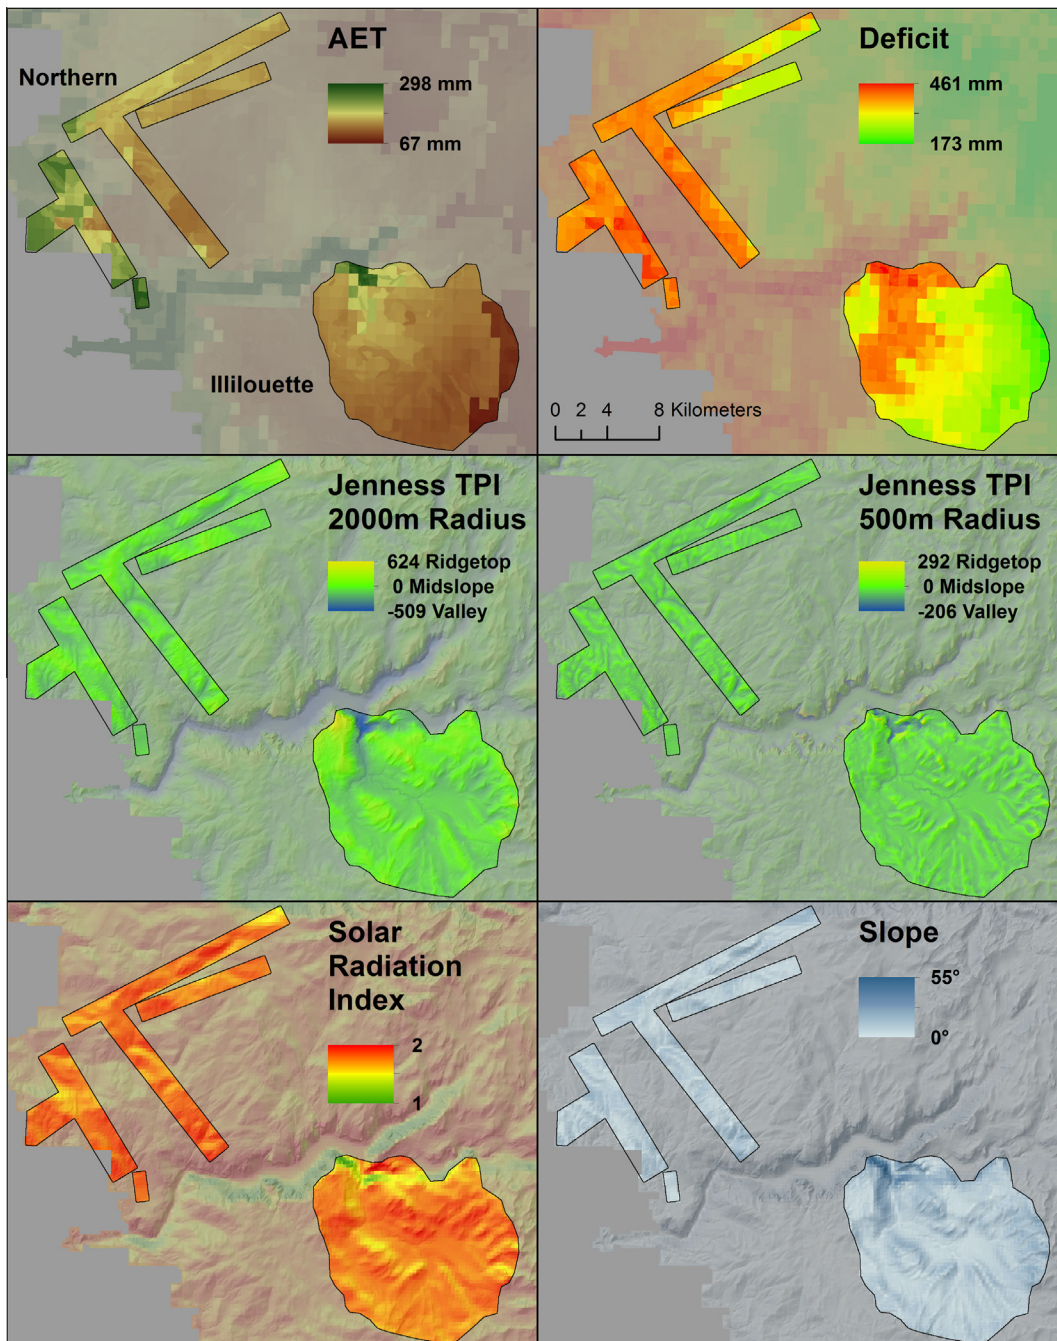 AET
Northern
298 mm
67 mm
Illilouette
Deficit
461 mm
173 mm
0 2 4 8 Kilometers
Jenness TPI
2000m Radius
624 Ridgetop
0 Midslope
-509 Valley
Jenness TPI
500m Radius
292 Ridgetop
0 Midslope
-206 Valley
Solar
Radiation
Index
2
1
Slope
55°
0°